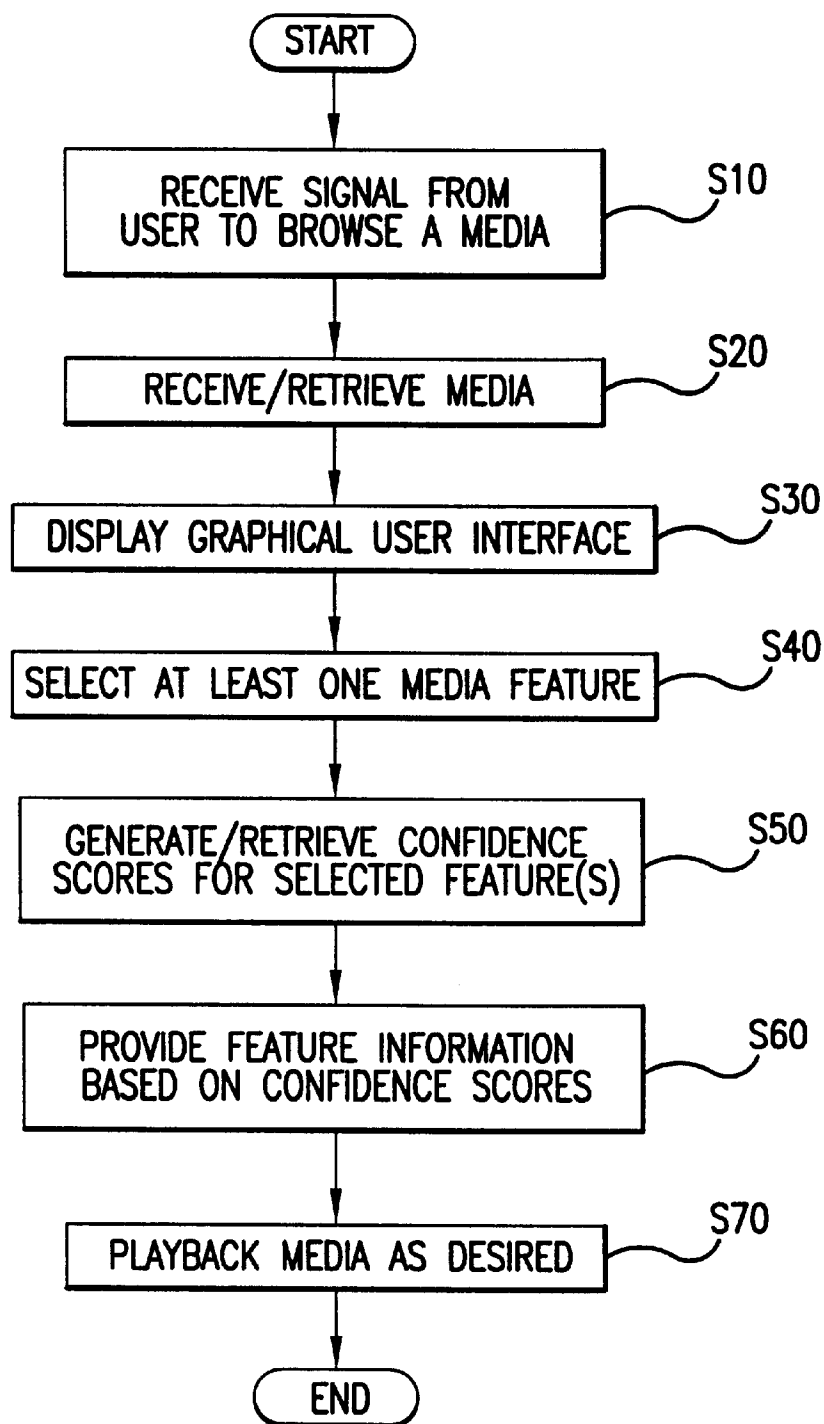 START
RECEIVE SIGNAL FROM
USER TO BROWSE A MEDIA
S10
RECEIVE/RETRIEVE MEDIA
S20
DISPLAY GRAPHICAL USER INTERFACE
S30
SELECT AT LEAST ONE MEDIA FEATURE
S40
GENERATE/RETRIEVE CONFIDENCE
SCORES FOR SELECTED FEATURE(S)
S50
PROVIDE FEATURE INFORMATION
BASED ON CONFIDENCE SCORES
S60
PLAYBACK MEDIA AS DESIRED
S70
END